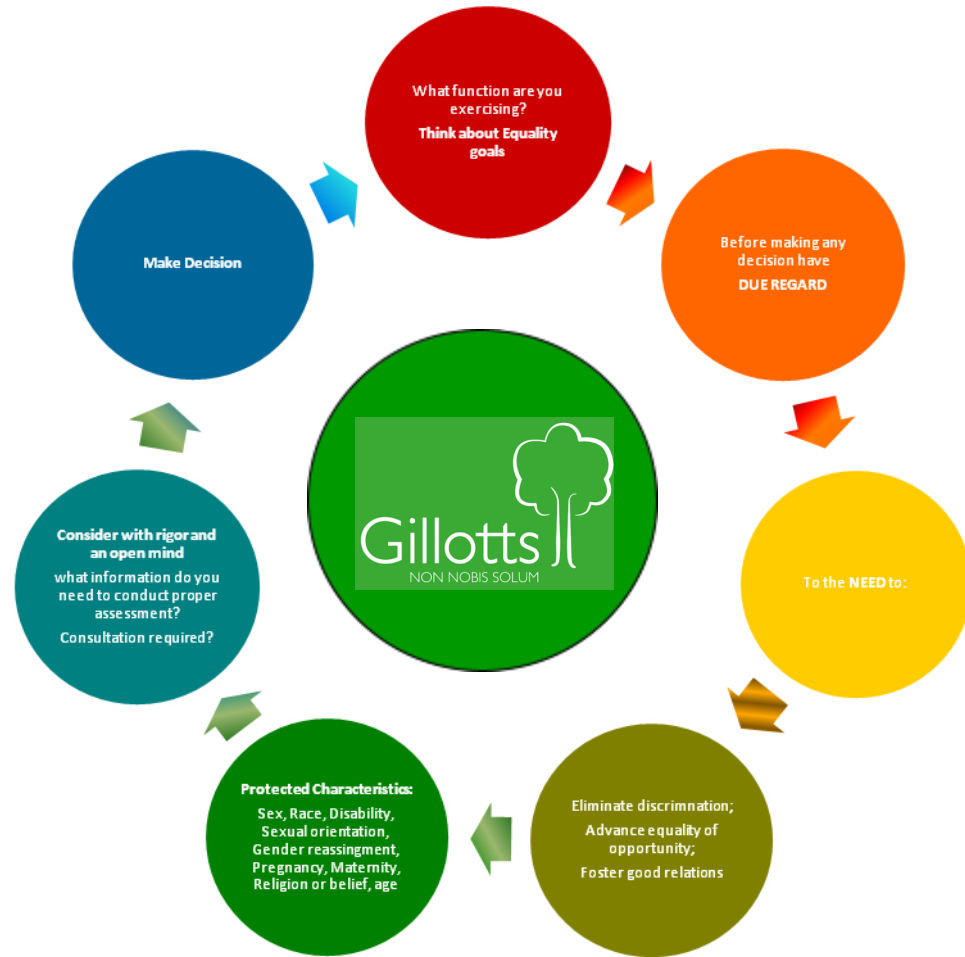 What function are you
exercising?
Think about Equality
goals
Before making any
decision have
DUE REGARD
To the NEED to:
Eliminate discrimnation;
Advance equality of
opportunity;
Foster good relations
Protected Characteristics:
Sex, Race, Disability,
Sexual orientation,
Gender reassingment,
Pregnancy, Maternity,
Religion or belief, age
Consider with rigor and
an open mind
what information do you
need to conduct proper
assessment?
Consultation required?
Make Decision
Gillotts
NON NOBIS SOLUM